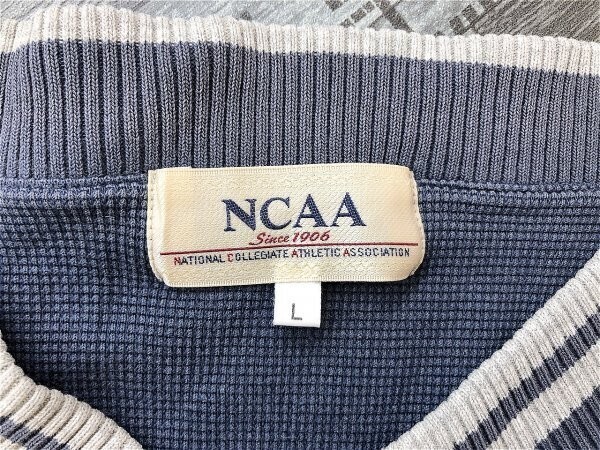 NCAA
Since 1906
NATIONAL COLLEGIATE ATHLETIC ASSOCIATION
L